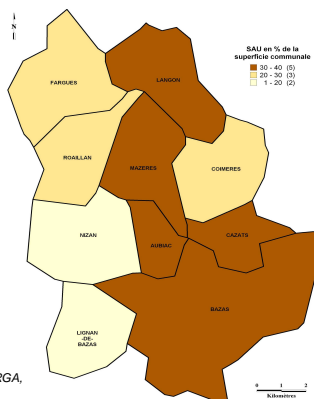 N
SAU en % de la
superficie communale
30 - 40 (5)
20 - 30 (3)
1 - 20 (2)
LANGON
FARGUES
ROAILLAN
MAZERES
COIMERES
NIZAN
AUBIAC
CAZATS
BAZAS
LIGNAN
-DE-
BAZAS
RGA,
0 1 2
Kilomètres